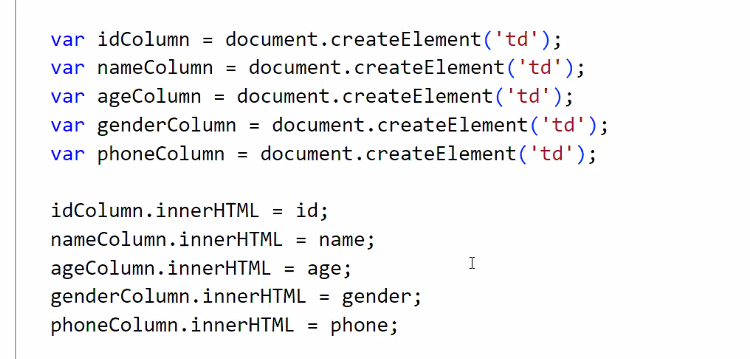 var idColumn = document.createElement('td');
var nameColumn = document.createElement('td');
var ageColumn = document.createElement('td');
var genderColumn = document.createElement('td');
var phoneColumn = document.createElement('td');
idColumn.innerHTML = id;
nameColumn.innerHTML = name;
ageColumn.innerHTML = age;
genderColumn.innerHTML = gender;
phoneColumn.innerHTML = phone;